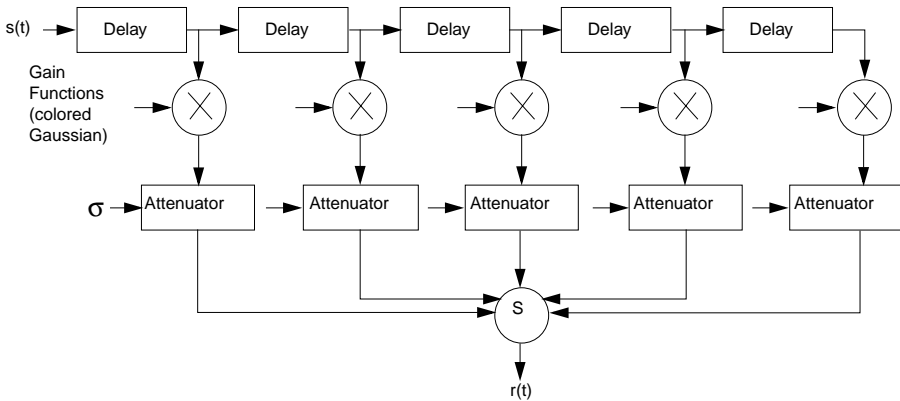 s(t)
Delay
Delay
Delay
Delay
Delay
Gain
Functions
(colored
Gaussian)
σ
Attenuator
Attenuator
Attenuator
Attenuator
Attenuator
S
r(t)